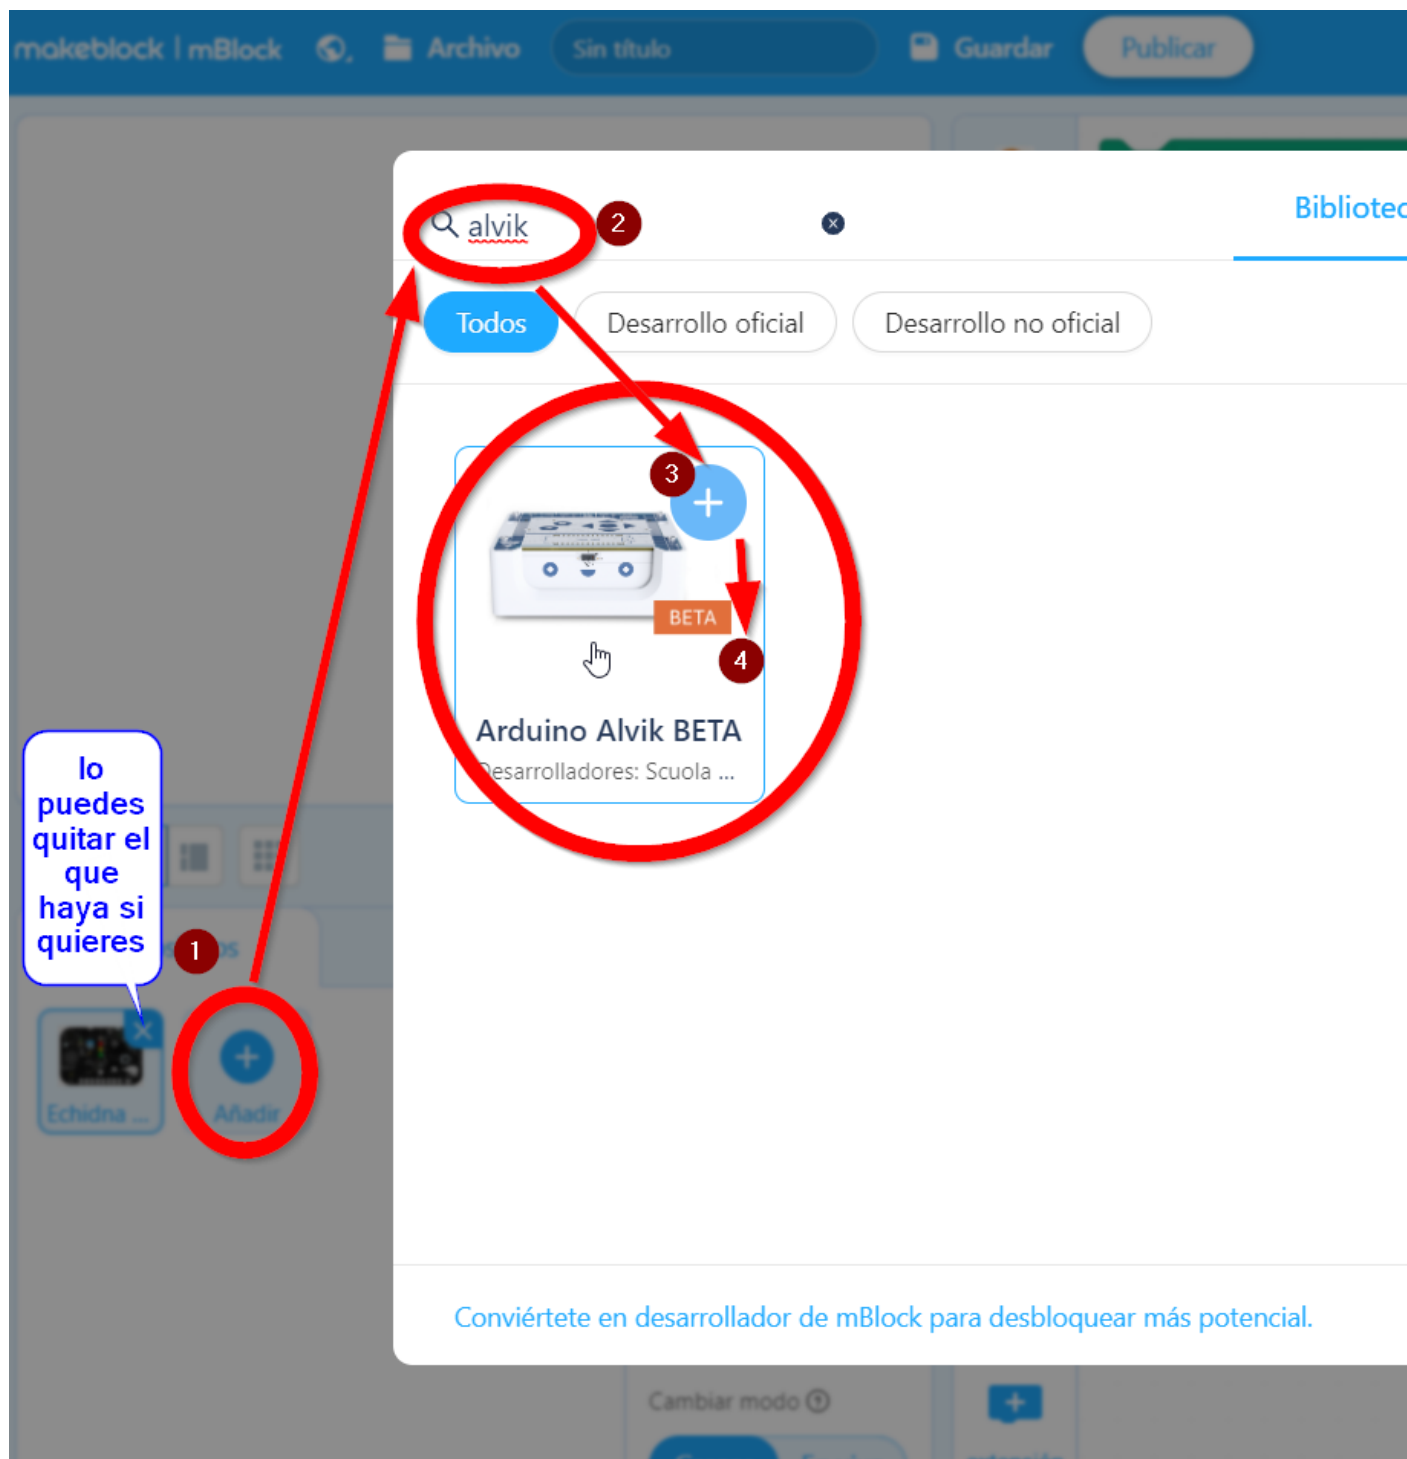 makeblock | mBlock
Archivo
Sin título
Guardar
Publicar
alvik
2
Bibliotec
Todos
Desarrollo oficial
Desarrollo no oficial
3
BETA
4
Arduino Alvik BETA
Desarrolladores: Scuola ...
lo
puedes
quitar el
que
haya si
quieres
1
os
Echidna ...
Añadir
Conviértete en desarrollador de mBlock para desbloquear más potencial.
Cambiar modo